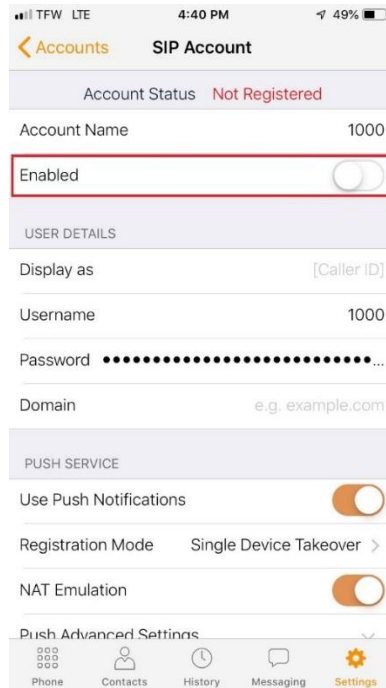 TFW LTE 4:40 PM 49%
Accounts SIP Account
Account Status Not Registered
Account Name 1000
Enabled
USER DETAILS
Display as [Caller ID]
Username 1000
Password ••••••••••••••••••••••••••••...
Domain e.g. example.com
PUSH SERVICE
Use Push Notifications
Registration Mode Single Device Takeover
NAT Emulation
Push Advanced Settings
Phone Contacts History Messaging Settings